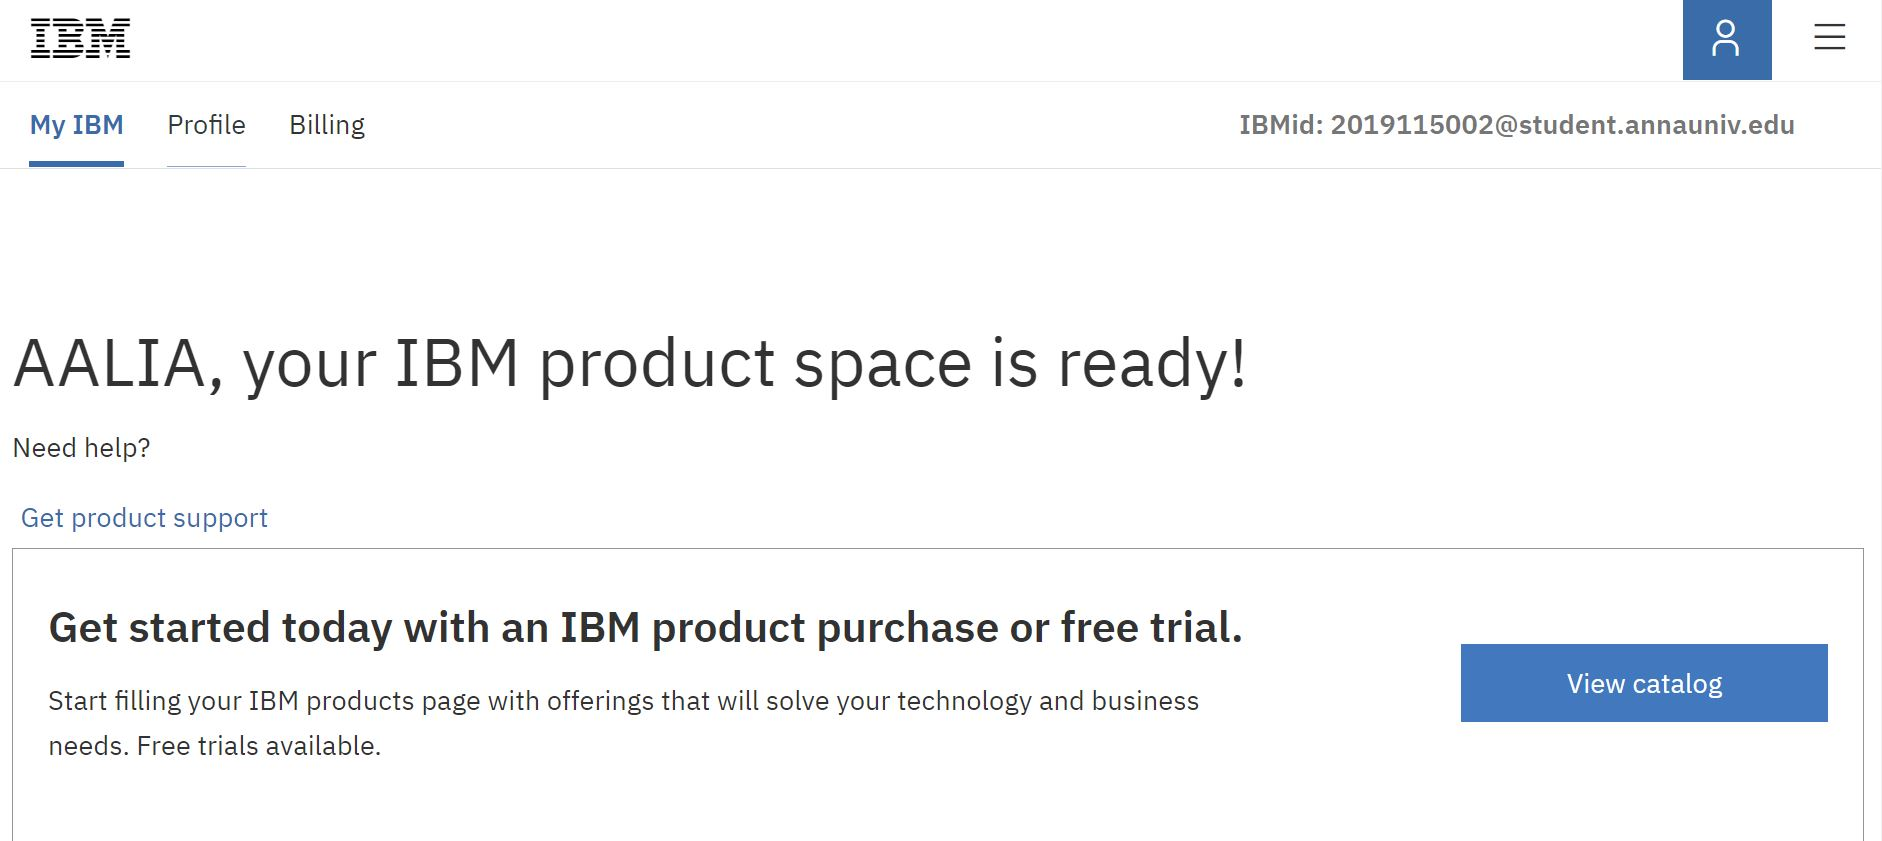 IBM
My IBM Profile Billing IBMid: 2019115002@student.annauniv.edu
AALIA, your IBM product space is ready!
Need help?
Get product support
Get started today with an IBM product purchase or free trial.
Start filling your IBM products page with offerings that will solve your technology and business
needs. Free trials available.
View catalog